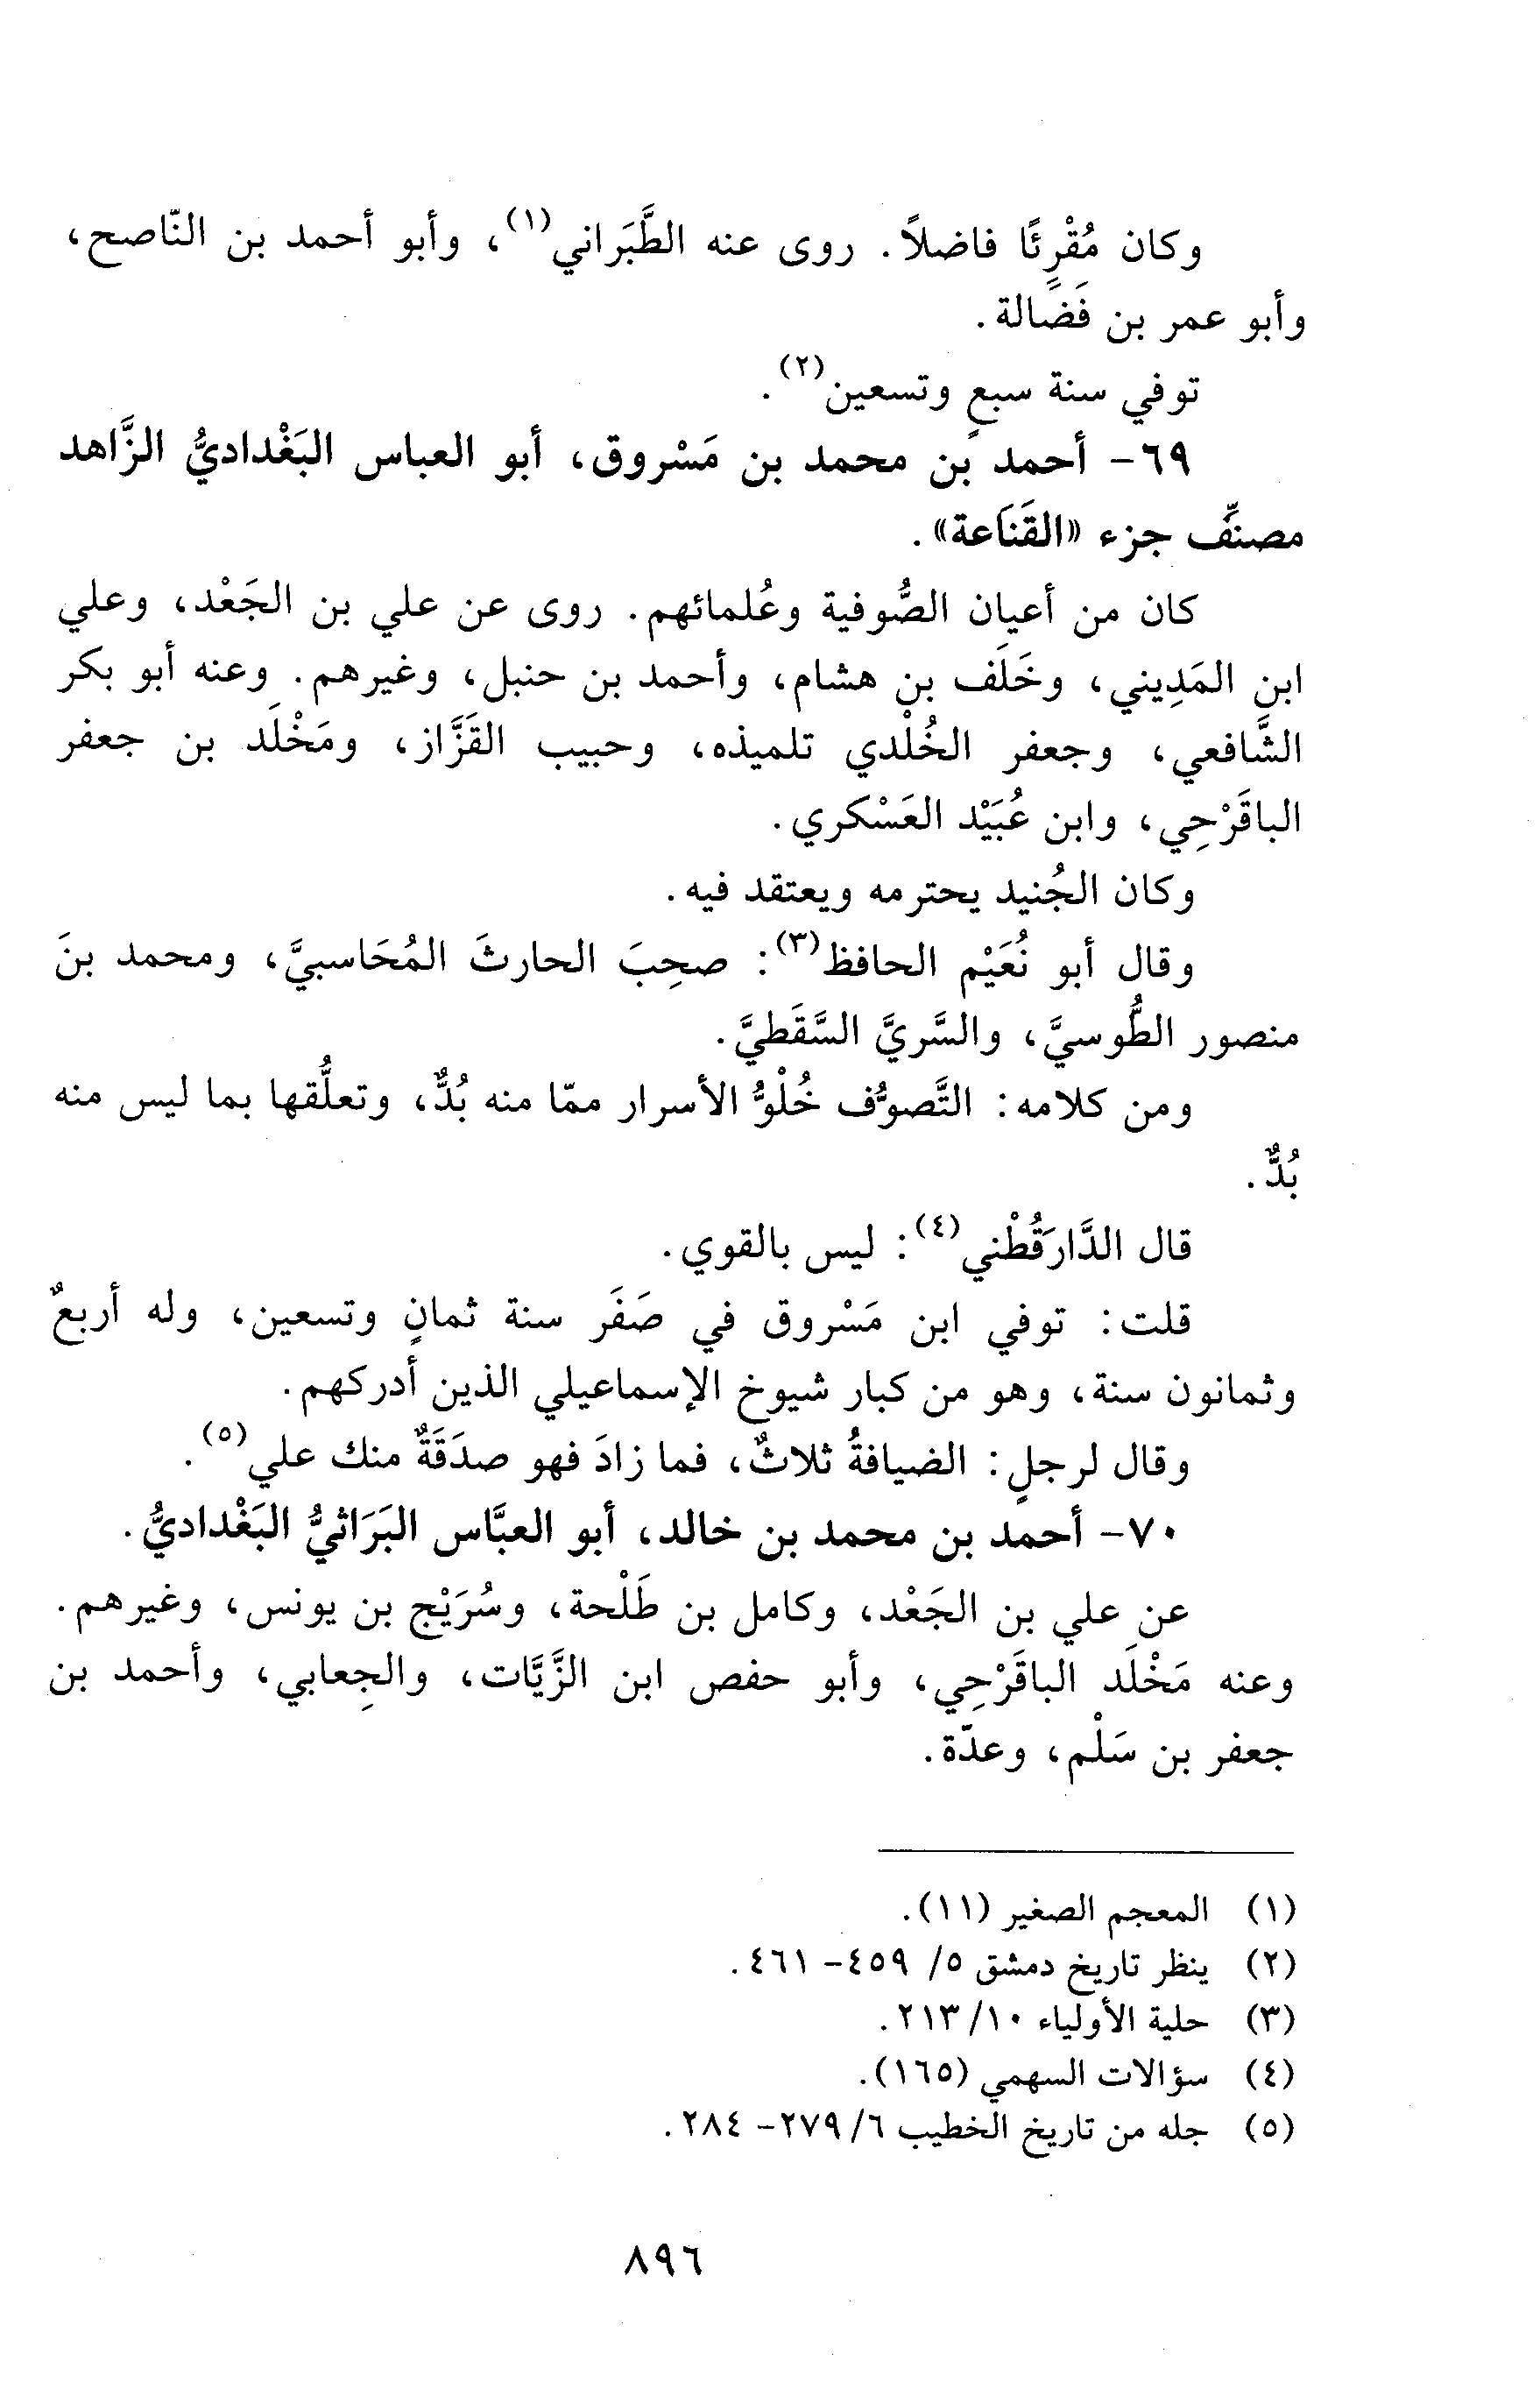 وكان مُقْرِئًا فاضلاً. روى عنه الطَّبَراني(١)، وأبو أحمد بن النّاصح،
وأبو عمر بن فَضَالة.
توفي سنة سبعٍ وتسعين(٢).
٦٩- أحمد بن محمد بن مَسْروق، أبو العباس البَغْداديُّ الزَّاهد
مصنِّف جزء «القَنَاعة».
كان من أعيان الصُّوفية وعُلمائهم. روى عن علي بن الجَعْد، وعلي
ابن المَدِيني، وخَلَف بن هشام، وأحمد بن حنبل، وغيرهم. وعنه أبو بكر
الشَّافعي، وجعفر الخُلْدي تلميذه، وحبيب القَزَّاز، ومَخْلَد بن جعفر
الباقَرْحِي، وابن عُبَيْد العَسْكري.
وكان الجُنيد يحترمه ويعتقد فيه.
وقال أبو نُعَيْم الحافظ(٣): صحِبَ الحارثَ المُحَاسبيَّ، ومحمد بنَ
منصور الطُّوسيَّ، والسَّريَّ السَّقَطيَّ.
ومن كلامه: التَّصوُّف خُلْوُّ الأسرار ممّا منه بُدٌّ، وتعلُّقها بما ليس منه
بُدٌّ.
قال الدَّارَقُطْني(٤): ليس بالقوي.
قلت: توفي ابن مَسْروق في صَفَر سنة ثمانٍ وتسعين، وله أربعٌ
وثمانون سنة، وهو من كبار شيوخ الإسماعيلي الذين أدركهم.
وقال لرجلٍ: الضيافةُ ثلاثٌ، فما زادَ فهو صدَقَةٌ منك علي(٥).
٧٠- أحمد بن محمد بن خالد، أبو العبَّاس البَرَاثيُّ البَغْداديُّ.
عن علي بن الجَعْد، وكامل بن طَلْحة، وسُرَيْج بن يونس، وغيرهم.
وعنه مَخْلَد الباقَرْحِي، وأبو حفص ابن الزَّيَّات، والجِعابي، وأحمد بن
جعفر بن سَلْم، وعدّة.
(١) المعجم الصغير (١١).
(٢) ينظر تاريخ دمشق ٥/ ٤٥٩- ٤٦١.
(٣) حلية الأولياء ١٠/ ٢١٣.
(٤) سؤالات السهمي (١٦٥).
(٥) جله من تاريخ الخطيب ٦/ ٢٧٩- ٢٨٤.
٨٩٦